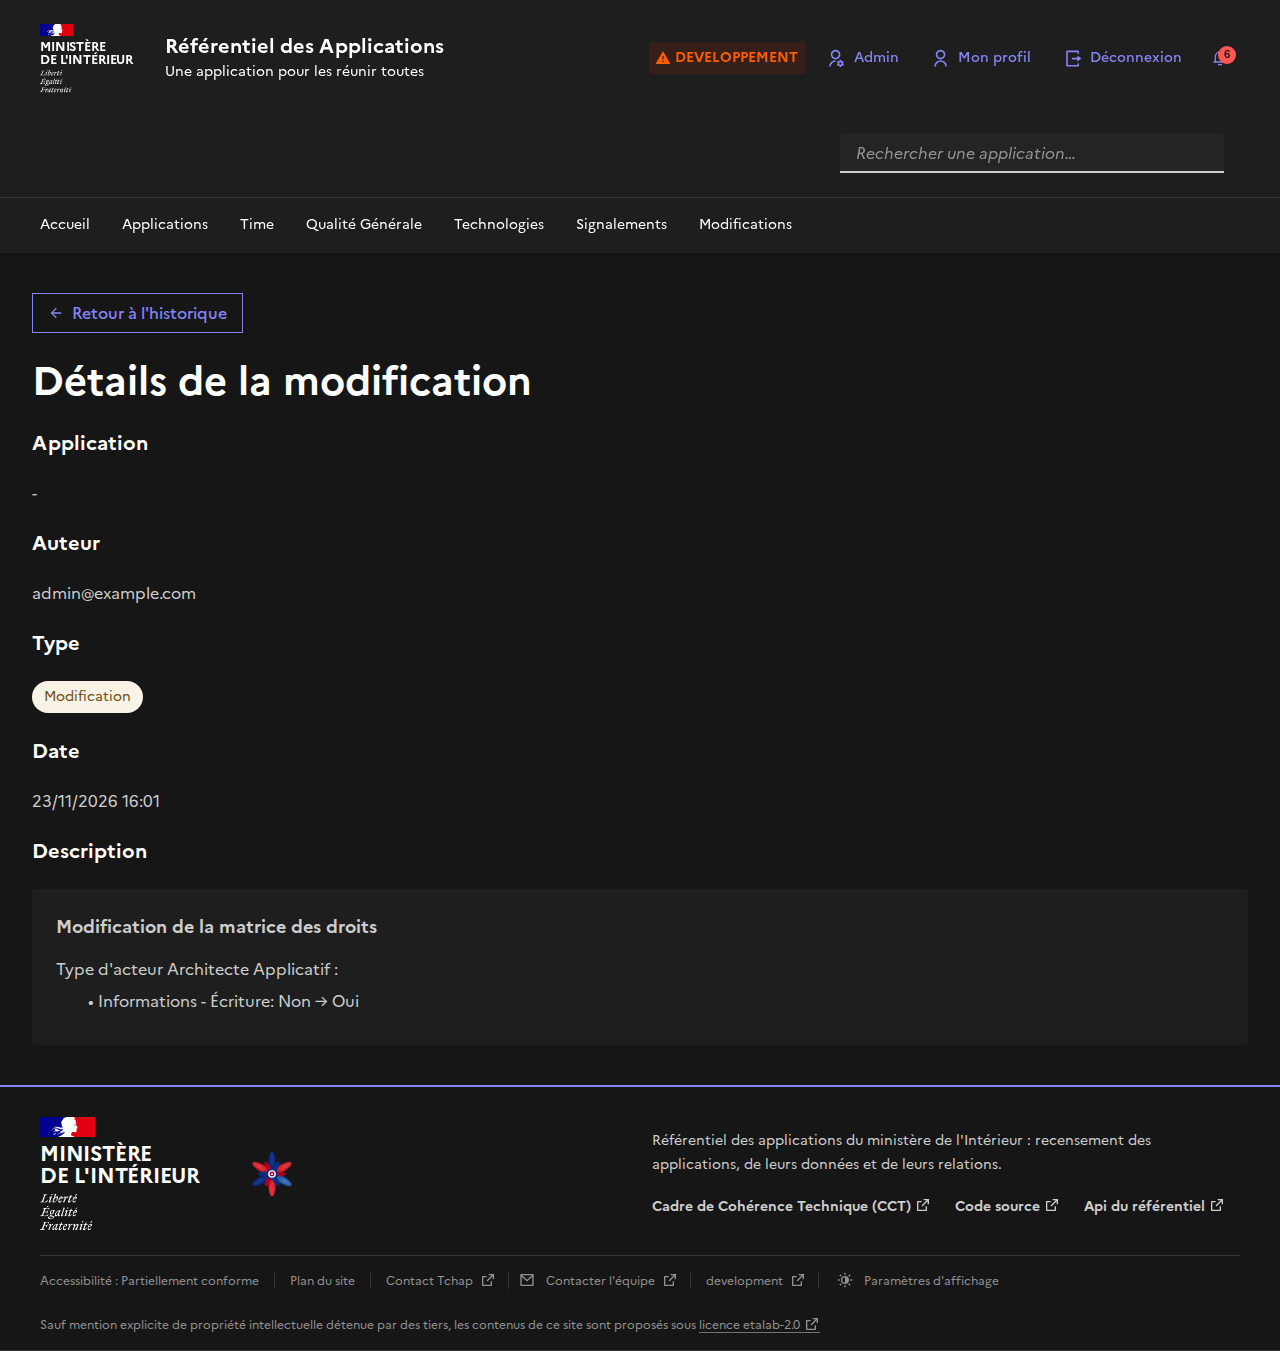 MINISTÈRE
DE L'INTÉRIEUR
Liberté
Égalité
Fraternité
Référentiel des Applications
Une application pour les réunir toutes
DEVELOPPEMENT
Admin
Mon profil
Déconnexion
6
Rechercher une application…
Accueil
Applications
Time
Qualité Générale
Technologies
Signalements
Modifications
Retour à l'historique
Détails de la modification
Application
-
Auteur
admin@example.com
Type
Modification
Date
23/11/2026 16:01
Description
Modification de la matrice des droits
Type d'acteur Architecte Applicatif :
• Informations - Écriture: Non → Oui
MINISTÈRE
DE L'INTÉRIEUR
Liberté
Égalité
Fraternité
Référentiel des applications du ministère de l'Intérieur : recensement des
applications, de leurs données et de leurs relations.
Cadre de Cohérence Technique (CCT)
Code source
Api du référentiel
Accessibilité : Partiellement conforme
Plan du site
Contact Tchap
Contacter l'équipe
development
Paramètres d'affichage
Sauf mention explicite de propriété intellectuelle détenue par des tiers, les contenus de ce site sont proposés sous licence etalab-2.0